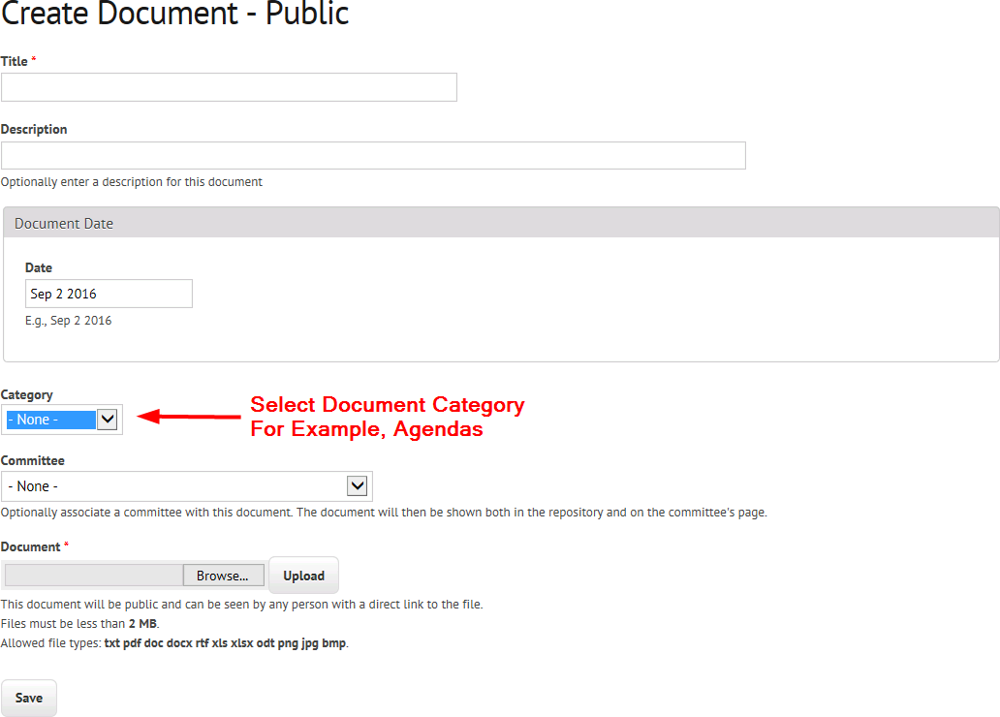 Create Document - Public
Title *
Description
Optionally enter a description for this document
Document Date
Date
Sep 2 2016
E.g., Sep 2 2016
Category
- None -
Select Document Category
For Example, Agendas
Committee
- None -
Optionally associate a committee with this document. The document will then be shown both in the repository and on the committee's page.
Document *
Browse... Upload
This document will be public and can be seen by any person with a direct link to the file.
Files must be less than 2 MB.
Allowed file types: txt pdf doc docx rtf xls xlsx odt png jpg bmp.
Save